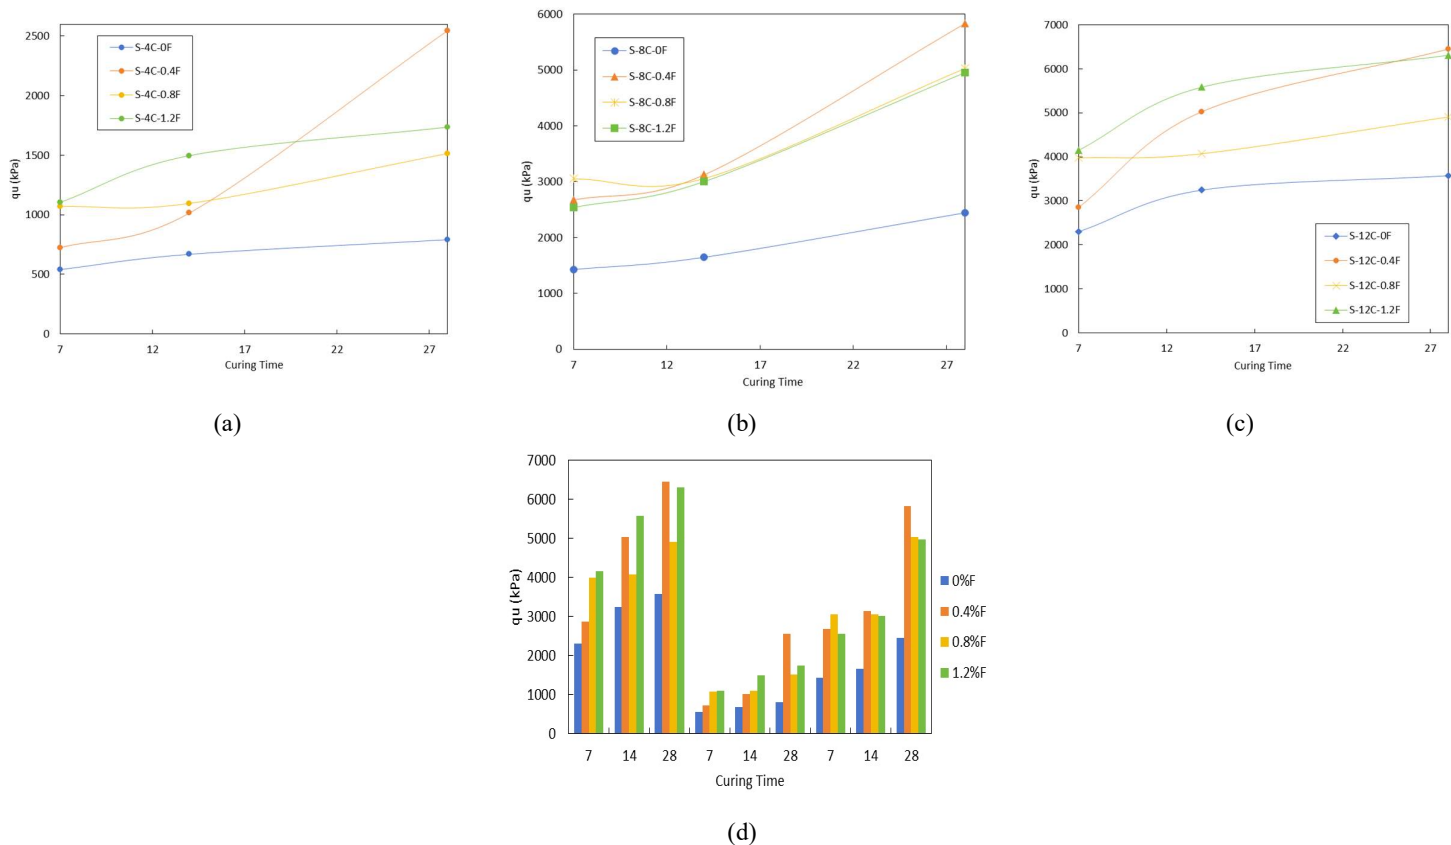 2500
2000
1500
1000
500
0
7
12
17
22
27
qu (kPa)
Curing Time
S-4C-0F
S-4C-0.4F
S-4C-0.8F
S-4C-1.2F
(a)
6000
5000
4000
3000
2000
1000
0
7
12
17
22
27
qu (kPa)
Curing Time
S-8C-0F
S-8C-0.4F
S-8C-0.8F
S-8C-1.2F
(b)
7000
6000
5000
4000
3000
2000
1000
0
7
12
17
22
27
qu (kPa)
Curing Time
S-12C-0F
S-12C-0.4F
S-12C-0.8F
S-12C-1.2F
(c)
7000
6000
5000
4000
3000
2000
1000
0
7 14 28 7 14 28 7 14 28
qu (kPa)
Curing Time
0%F
0.4%F
0.8%F
1.2%F
(d)